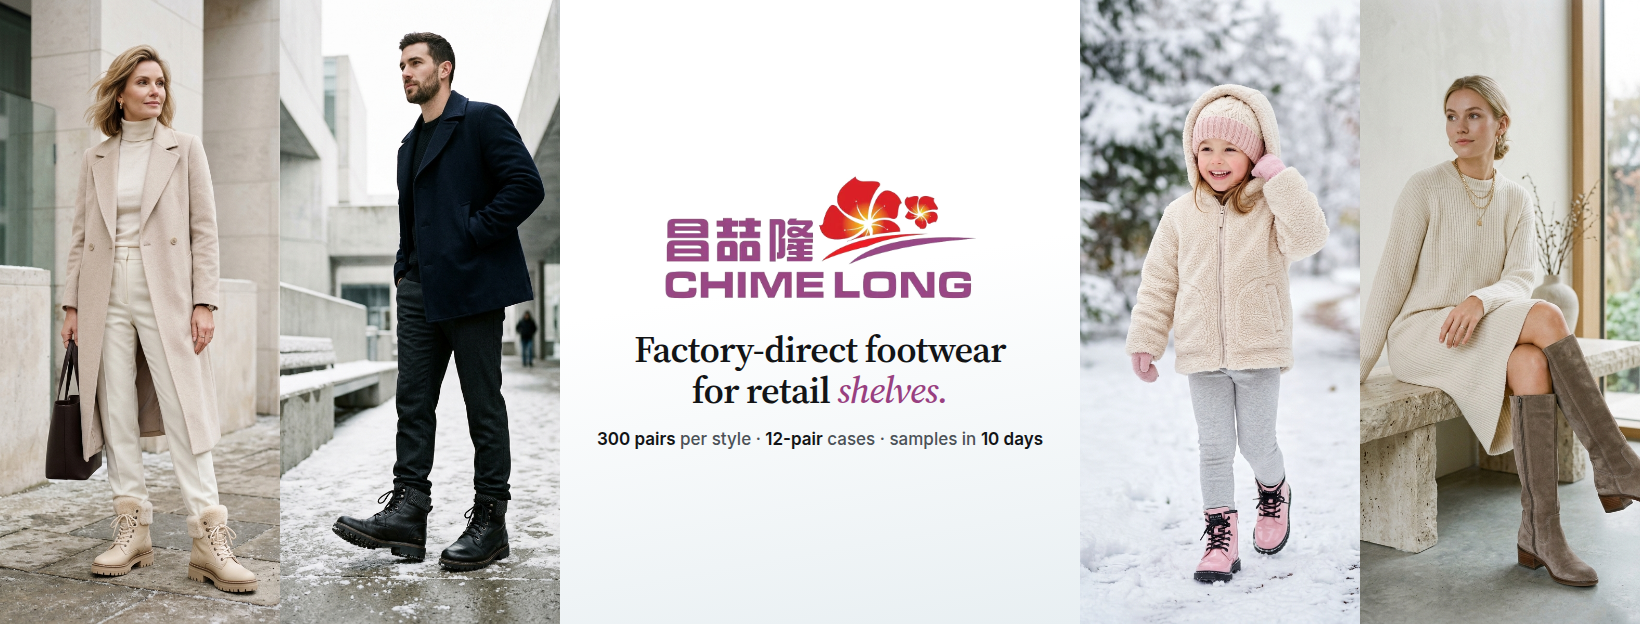 昌喆隆
CHIME LONG
Factory-direct footwear
for retail shelves.
300 pairs per style · 12-pair cases · samples in 10 days